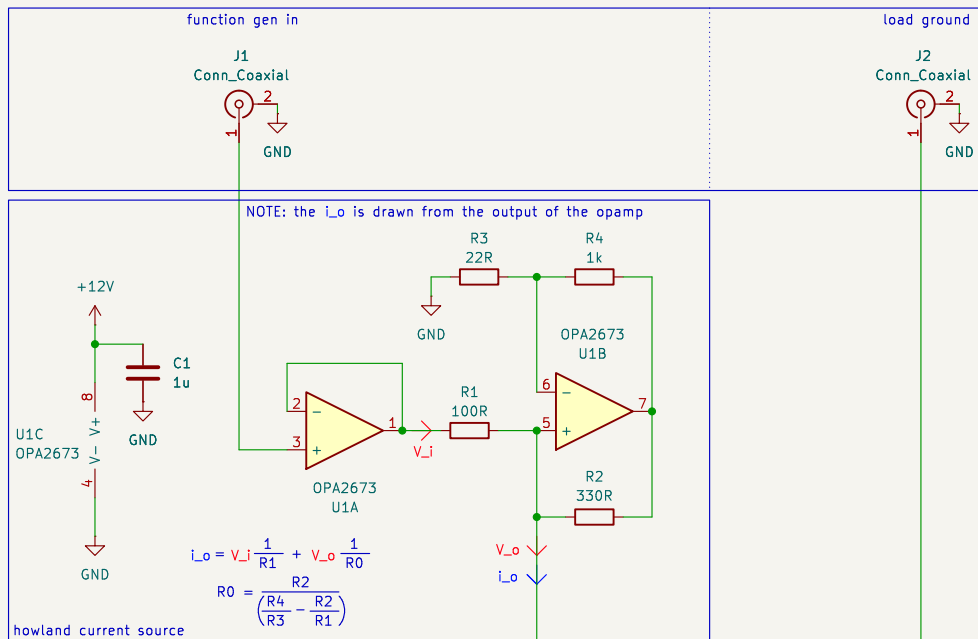 function gen in
load ground
J1
Conn_Coaxial
2
1
GND
J2
Conn_Coaxial
2
1
GND
NOTE: the i_o is drawn from the output of the opamp
R3
22R
R4
1k
GND
+12V
C1
1u
GND
8
V+
V-
4
U1C
OPA2673
GND
OPA2673
U1B
6
5
7
-
+
R1
100R
2
3
1
-
+
V_i
OPA2673
U1A
R2
330R
V_o
i_o
i_o = V_i 1/R1 + V_o 1/R0
R0 = R2/(R4/R3 - R2/R1)
howland current source